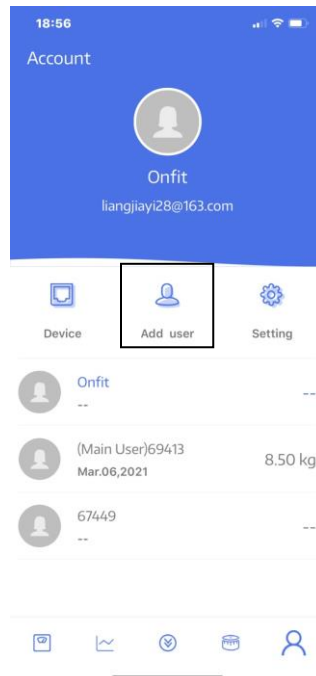 18:56
Account
Onfit
liangjiayi28@163.com
Device
Add user
Setting
Onfit
--
--
(Main User)69413
Mar.06,2021
8.50 kg
67449
--
--